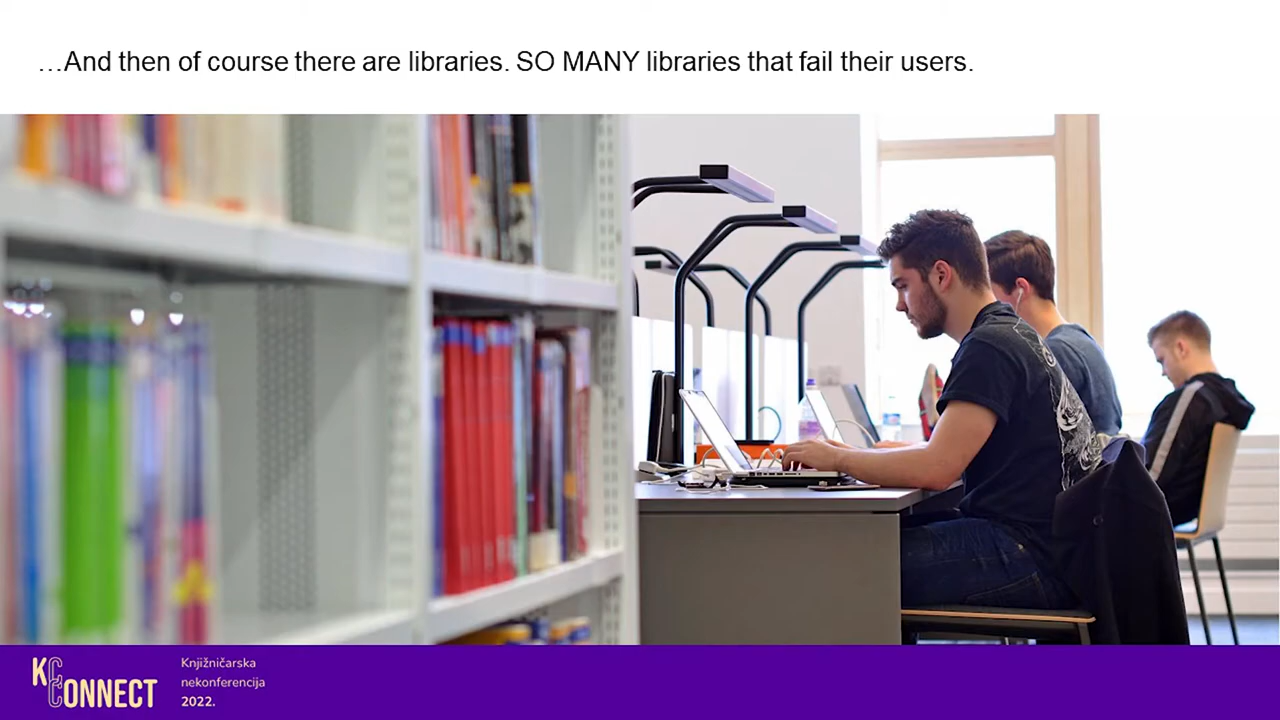 …And then of course there are libraries. SO MANY libraries that fail their users.
KC
CONNECT
Knjižničarska
nekonferencija
2022.